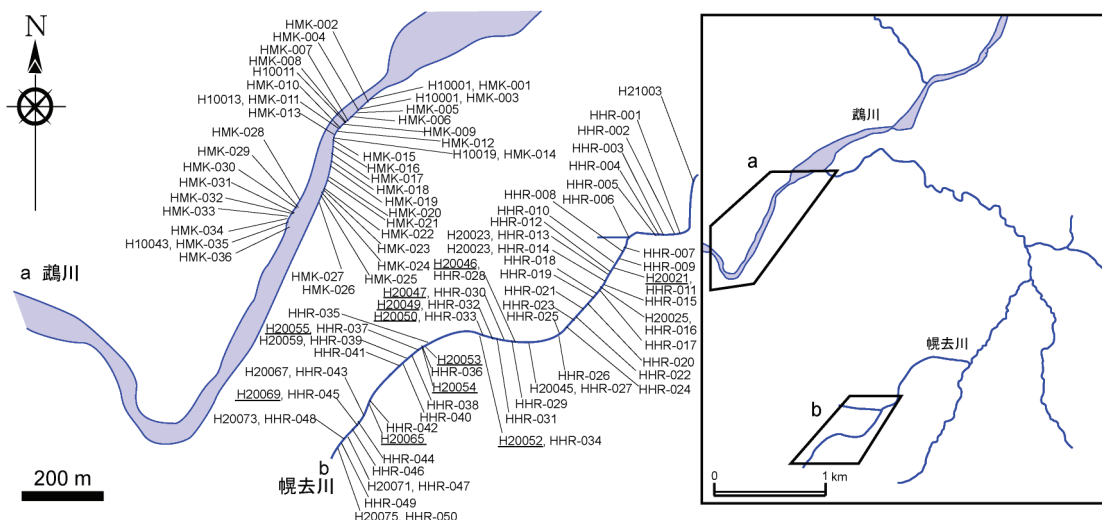 N
HMK-002
HMK-004
HMK-007
HMK-008
H10011
HMK-010
H10013, HMK-011
HMK-013
H10001, HMK-001
H10001, HMK-003
HMK-005
HMK-006
HMK-009
HMK-012
H10019, HMK-014
HMK-015
HMK-016
HMK-017
HMK-018
HMK-019
HMK-020
HMK-021
HMK-022
HMK-023
HMK-024
HMK-025
HMK-027
HMK-026
HMK-028
HMK-029
HMK-030
HMK-031
HMK-032
HMK-033
HMK-034
H10043, HMK-035
HMK-036
a 鵡川
H21003
HHR-001
HHR-002
HHR-003
HHR-004
HHR-005
HHR-006
HHR-008
HHR-010
HHR-012
H20023, HHR-013
H20023, HHR-014
HHR-018
HHR-019
HHR-021
HHR-023
HHR-025
HHR-007
HHR-009
H20021,
HHR-011
HHR-015
H20025,
HHR-016
HHR-017
HHR-020
HHR-022
HHR-024
HHR-026
H20045, HHR-027
HHR-029
HHR-031
H20052, HHR-034
H20046,
HHR-028
H20047, HHR-030
H20049, HHR-032
H20050, HHR-033
HHR-035
H20055, HHR-037
H20059, HHR-039
HHR-041
H20053
HHR-036
H20054
HHR-038
HHR-040
H20067, HHR-043
H20069, HHR-045
H20073, HHR-048
HHR-042
H20065
HHR-044
HHR-046
H20071, HHR-047
HHR-049
H20075, HHR-050
b
幌去川
200 m
鵡川
a
幌去川
b
0
1 km